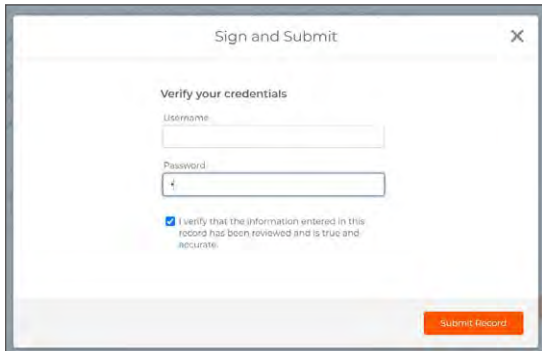 Sign and Submit
Verify your credentials
Username
Password
I verify that the information entered in this
record has been reviewed and is true and
accurate.
Submit Record